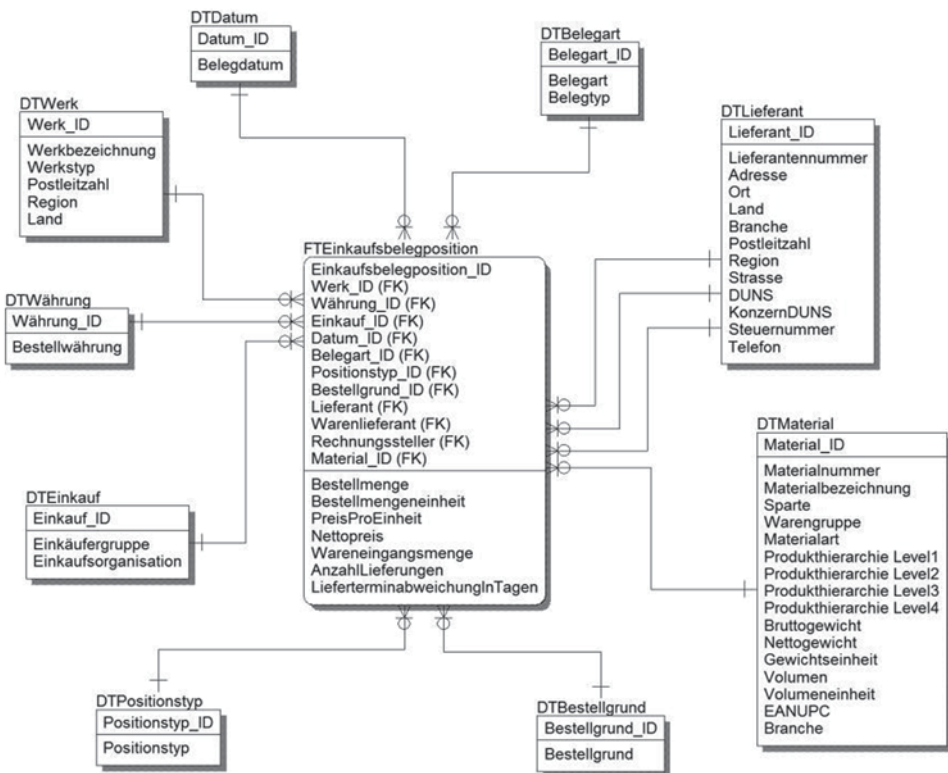 DTDatum
Datum_ID
Belegdatum
DTBelegart
Belegart_ID
Belegart
Belegtyp
DTWerk
Werk_ID
Werkbezeichnung
Werkstyp
Postleitzahl
Region
Land
DTLieferant
Lieferant_ID
Lieferantennummer
Adresse
Ort
Land
Branche
Postleitzahl
Region
Strasse
DUNS
KonzernDUNS
Steuernummer
Telefon
DTWährung
Währung_ID
Bestellwährung
FTEinkaufsbelegposition
Einkaufsbelegposition_ID
Werk_ID (FK)
Währung_ID (FK)
Einkauf_ID (FK)
Datum_ID (FK)
Belegart_ID (FK)
Positionstyp_ID (FK)
Bestellgrund_ID (FK)
Lieferant (FK)
Warenlieferant (FK)
Rechnungssteller (FK)
Material_ID (FK)
Bestellmenge
Bestellmengeneinheit
PreisProEinheit
Nettopreis
Wareneingangsmenge
AnzahlLieferungen
LieferterminabweichungInTagen
DTEinkauf
Einkauf_ID
Einkäufergruppe
Einkaufsorganisation
DTMaterial
Material_ID
Materialnummer
Materialbezeichnung
Sparte
Warengruppe
Materialart
Produkthierarchie Level1
Produkthierarchie Level2
Produkthierarchie Level3
Produkthierarchie Level4
Bruttogewicht
Nettogewicht
Gewichtseinheit
Volumen
Volumeneinheit
EANUPC
Branche
DTPositionstyp
Positionstyp_ID
Positionstyp
DTBestellgrund
Bestellgrund_ID
Bestellgrund